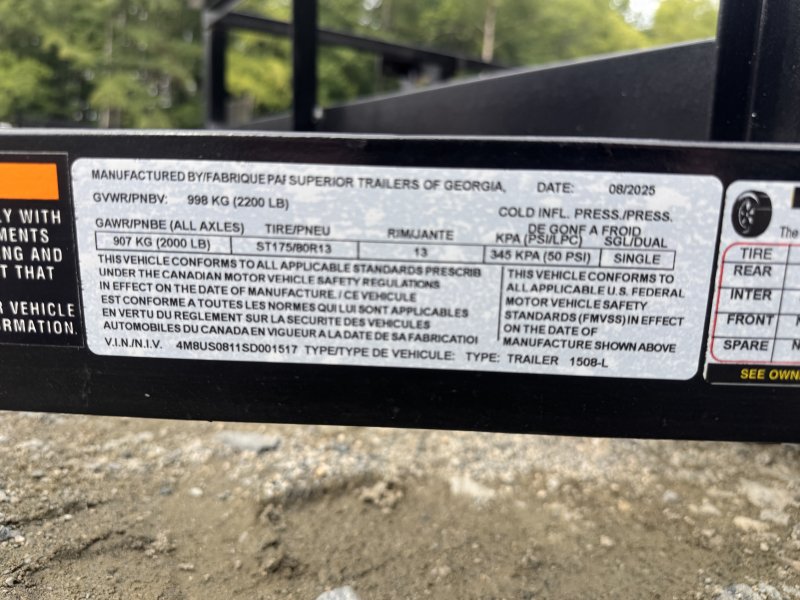 LY WITH
MENTS
NG AND
T THAT
R VEHICLE
ORMATION.
MANUFACTURED BY/FABRIQUE PAR SUPERIOR TRAILERS OF GEORGIA, DATE: 08/2025
GVWR/PNBV: 998 KG (2200 LB)
COLD INFL. PRESS./PRESS.
DE GONF A FROID
GAWR/PNBE (ALL AXLES) TIRE/PNEU RIM/JANTE KPA (PSI/LPC) SGL/DUAL
907 KG (2000 LB) ST175/80R13 13 345 KPA (50 PSI) SINGLE
THIS VEHICLE CONFORMS TO ALL APPLICABLE STANDARDS PRESCRIB
UNDER THE CANADIAN MOTOR VEHICLE SAFETY REGULATIONS
IN EFFECT ON THE DATE OF MANUFACTURE. / CE VEHICULE
EST CONFORME A TOUTES LES NORMES QUI LUI SONT APPLICABLES
EN VERTU DU REGLEMENT SUR LA SECURITE DES VEHICULES
AUTOMOBILES DU CANADA EN VIGUEUR A LA DATE DE SA FABRICATIOI
THIS VEHICLE CONFORMS TO
ALL APPLICABLE U.S. FEDERAL
MOTOR VEHICLE SAFETY
STANDARDS (FMVSS) IN EFFECT
ON THE DATE OF
MANUFACTURE SHOWN ABOVE
V.I.N./N.I.V. 4M8US0811SD001517 TYPE/TYPE DE VEHICULE: TYPE: TRAILER 1508-L
The
TIRE
REAR
INTER
FRONT
SPARE
SEE OWN